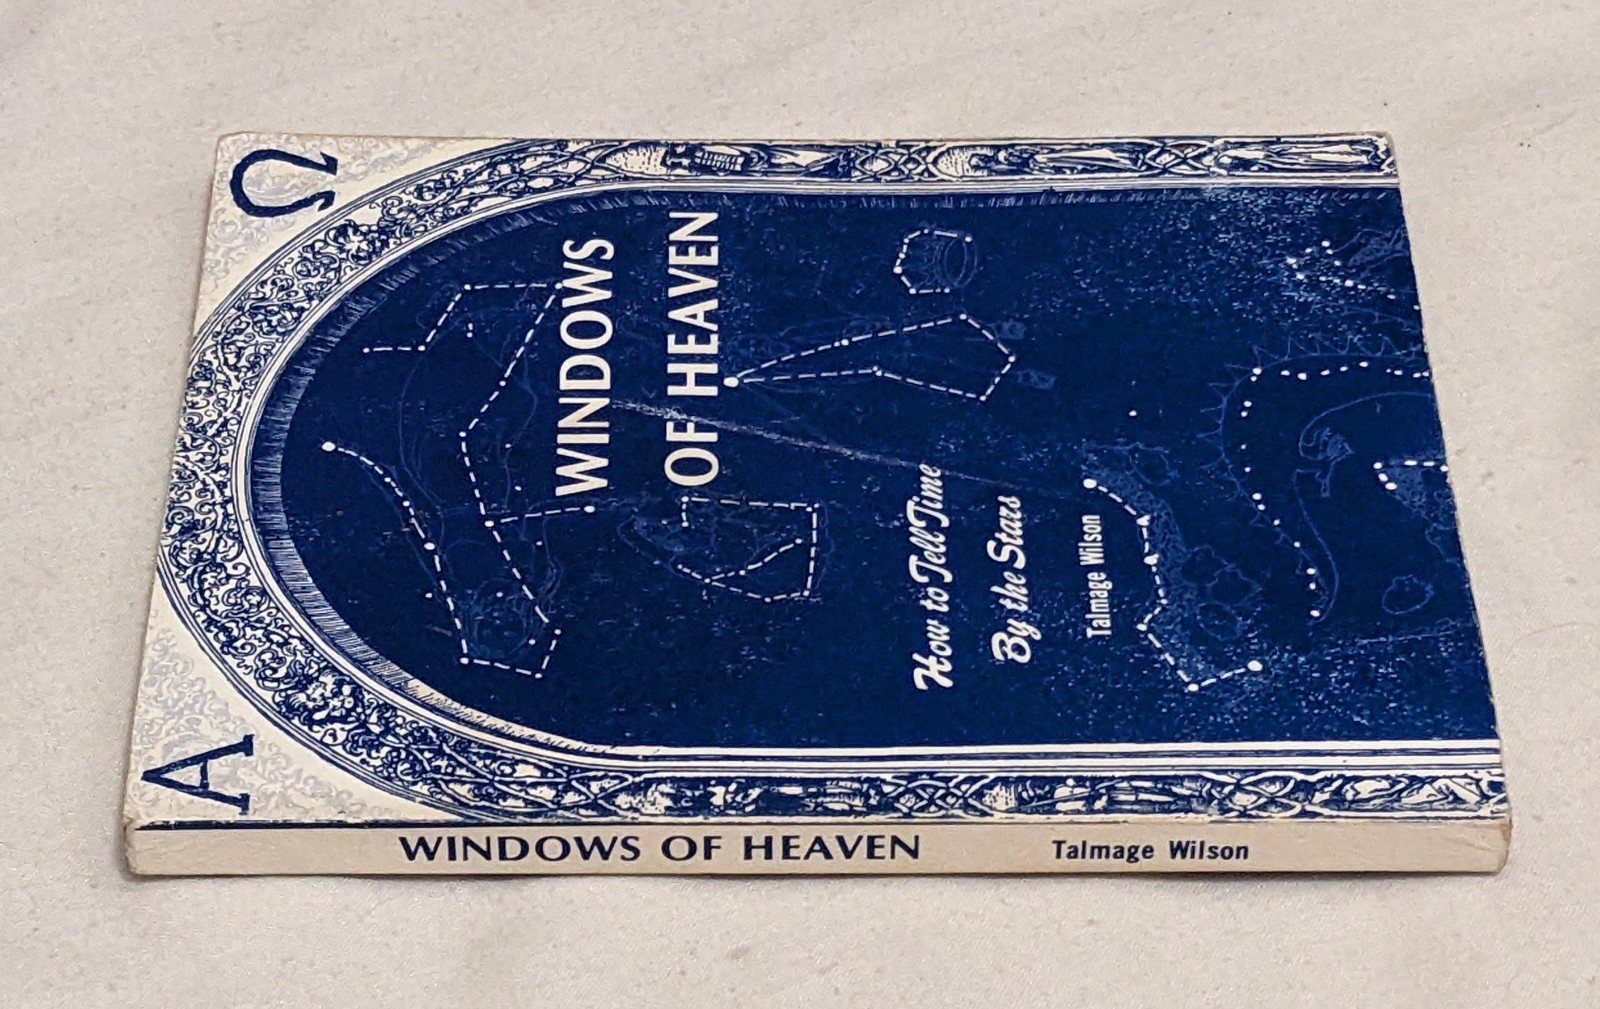 Α Ω
WINDOWS
OF HEAVEN
How to Tell Time
By the Stars
Talmage Wilson
WINDOWS OF HEAVEN Talmage Wilson